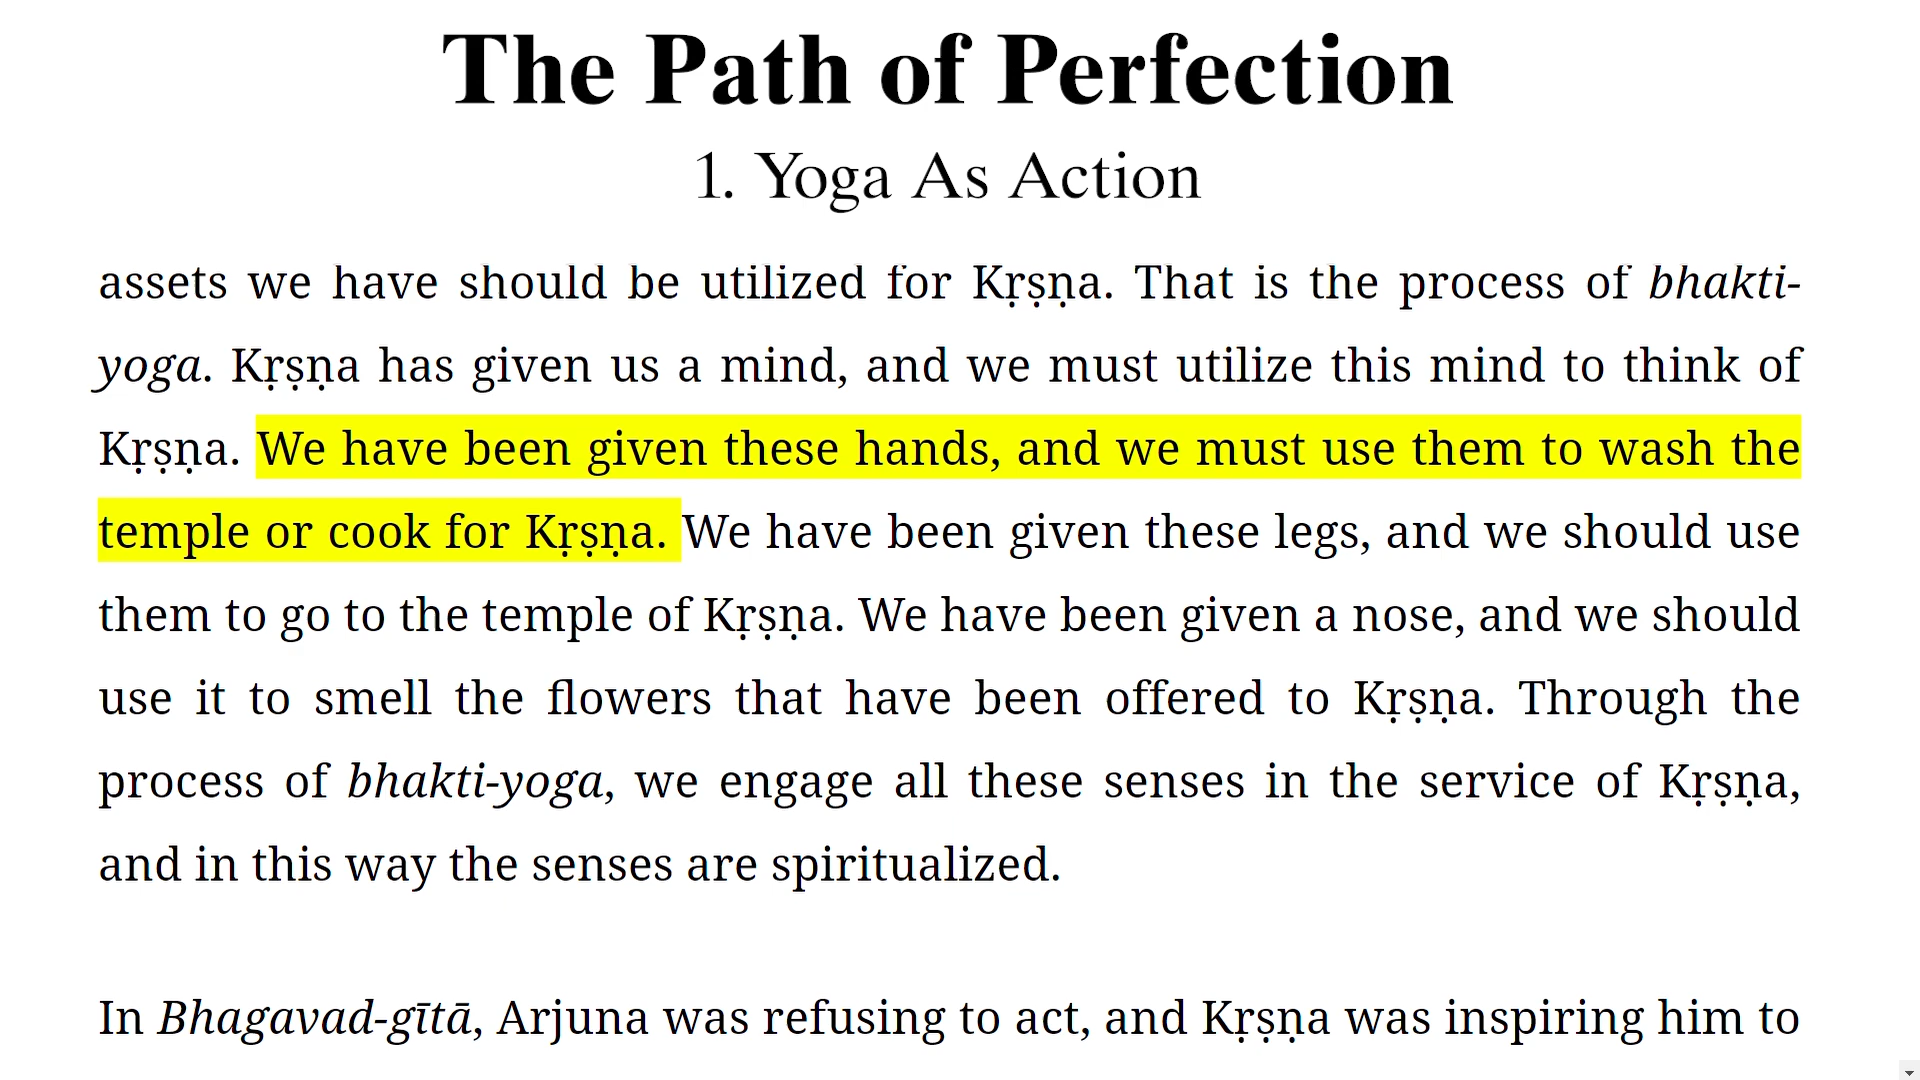 The Path of Perfection
1. Yoga As Action
assets we have should be utilized for Kṛṣṇa. That is the process of bhakti-
yoga. Kṛṣṇa has given us a mind, and we must utilize this mind to think of
Kṛṣṇa. We have been given these hands, and we must use them to wash the
temple or cook for Kṛṣṇa. We have been given these legs, and we should use
them to go to the temple of Kṛṣṇa. We have been given a nose, and we should
use it to smell the flowers that have been offered to Kṛṣṇa. Through the
process of bhakti-yoga, we engage all these senses in the service of Kṛṣṇa,
and in this way the senses are spiritualized.
In Bhagavad-gītā, Arjuna was refusing to act, and Kṛṣṇa was inspiring him to